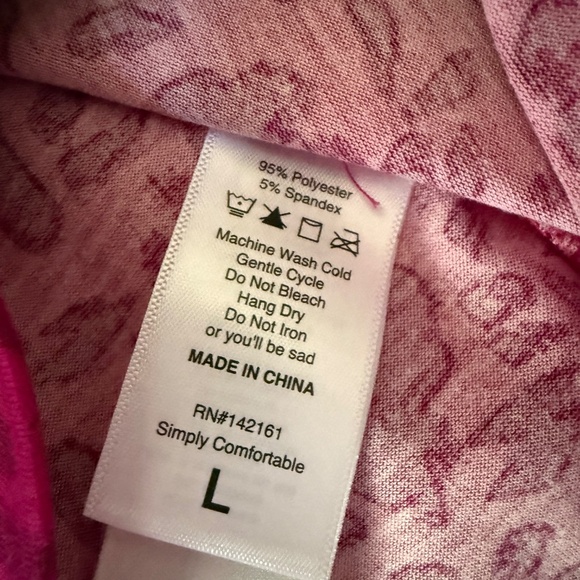 95% Polyester
5% Spandex
Machine Wash Cold
Gentle Cycle
Do Not Bleach
Hang Dry
Do Not Iron
or you'll be sad
MADE IN CHINA
RN#142161
Simply Comfortable
L